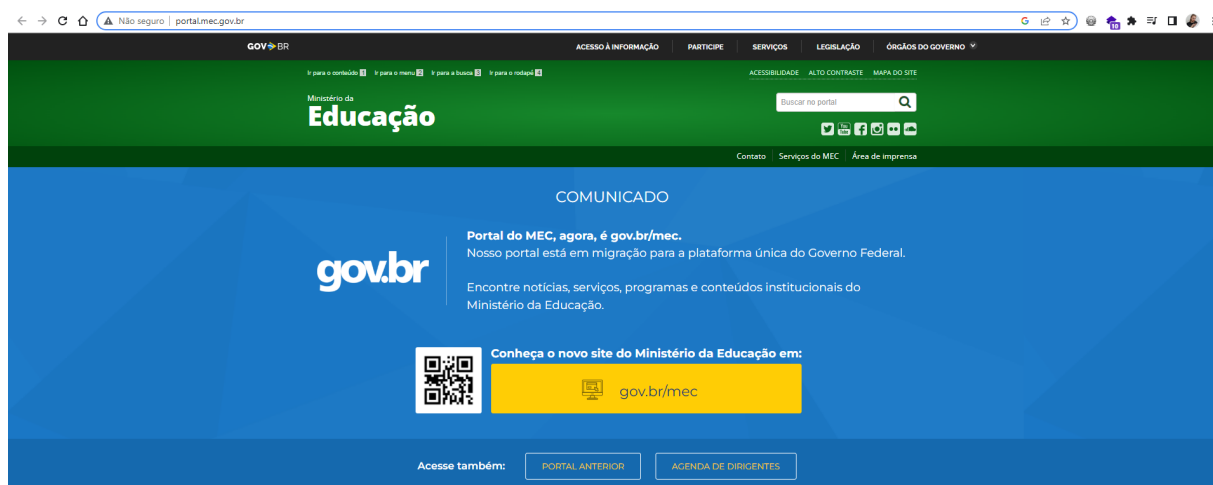 Não seguro | portal.mec.gov.br
10
GOV BR ACESSO À INFORMAÇÃO PARTICIPE SERVIÇOS LEGISLAÇÃO ÓRGÃOS DO GOVERNO
Ir para o conteúdo 1 Ir para o menu 2 Ir para a busca 3 Ir para o rodapé 4 ACESSIBILIDADE ALTO CONTRASTE MAPA DO SITE
Ministério da
Educação
Buscar no portal
You Tube
Contato Serviços do MEC Área de imprensa
COMUNICADO
gov.br
Portal do MEC, agora, é gov.br/mec.
Nosso portal está em migração para a plataforma única do Governo Federal.
Encontre notícias, serviços, programas e conteúdos institucionais do
Ministério da Educação.
Conheça o novo site do Ministério da Educação em:
gov.br/mec
Acesse também: PORTAL ANTERIOR AGENDA DE DIRIGENTES